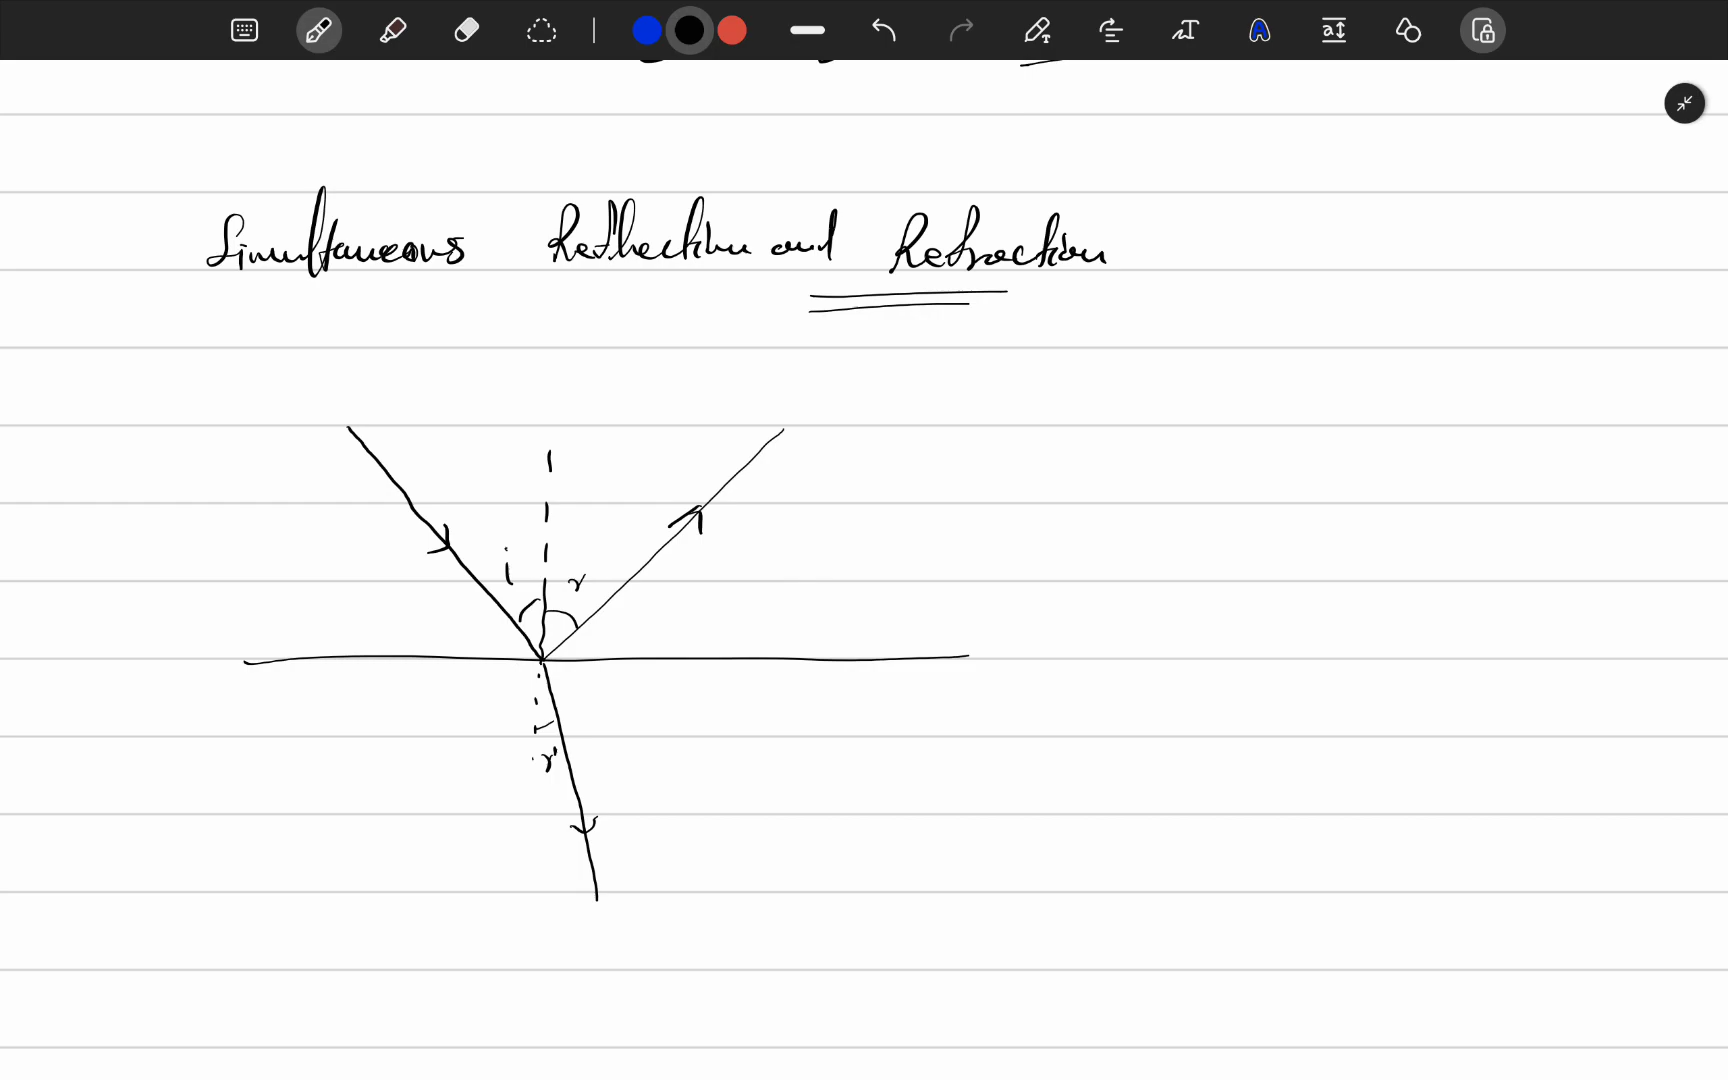 Simultaneous Reflection and Refraction
i
r
r'